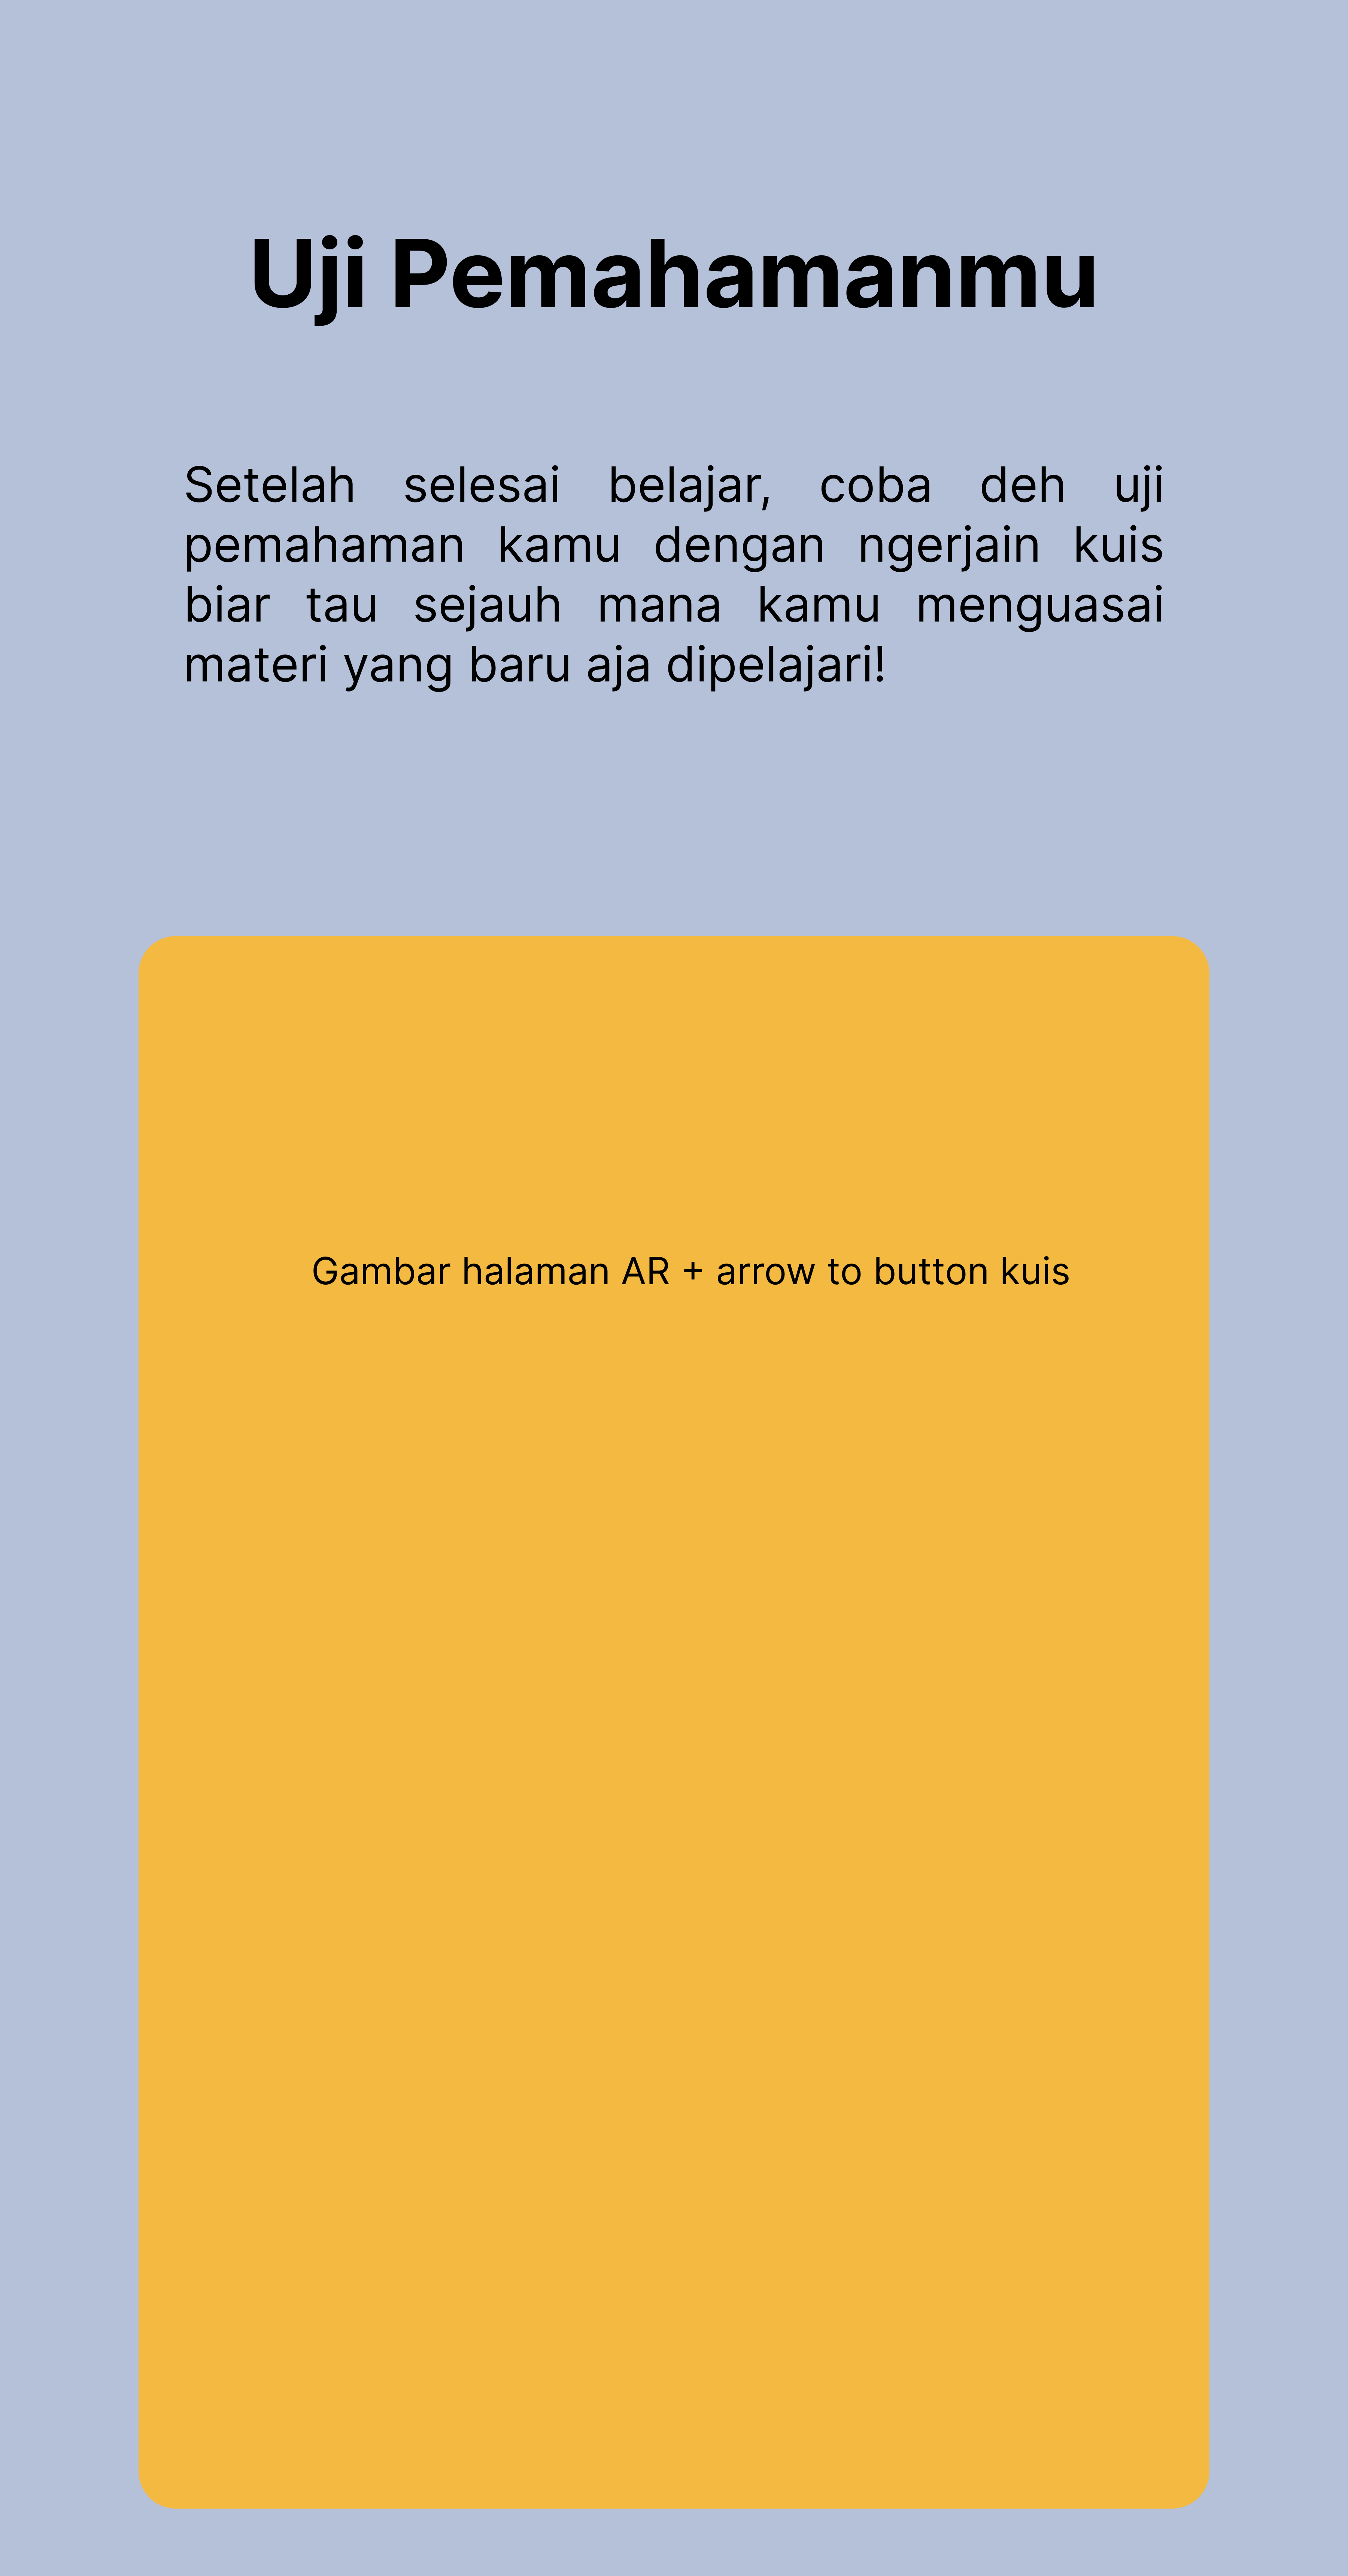 Uji Pemahamanmu
Setelah selesai belajar, coba deh uji
pemahaman kamu dengan ngerjain kuis
biar tau sejauh mana kamu menguasai
materi yang baru aja dipelajari!
Gambar halaman AR + arrow to button kuis